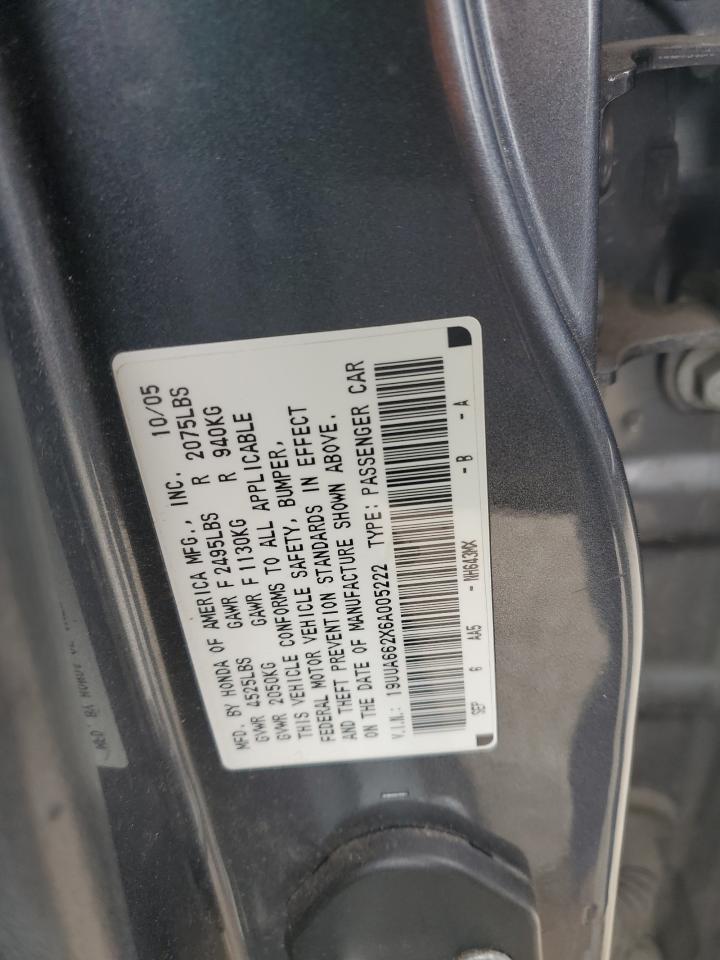 MFD. BY HONDA OF AMERICA MFG., INC. 10/05
GVWR 4525LBS GAWR F 2495LBS R 2075LBS
GVWR 2050KG GAWR F 1130KG R 940KG
THIS VEHICLE CONFORMS TO ALL APPLICABLE
FEDERAL MOTOR VEHICLE SAFETY, BUMPER,
AND THEFT PREVENTION STANDARDS IN EFFECT
ON THE DATE OF MANUFACTURE SHOWN ABOVE.
V.I.N.: 19UUA662X6A005222 TYPE: PASSENGER CAR
SEP 6 AA5 - NH643MX - B - A